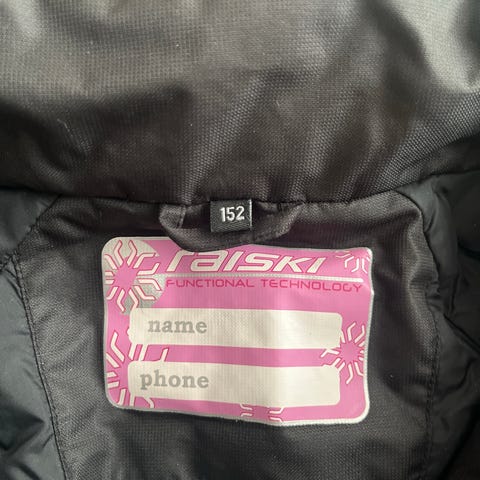 152
raiski
FUNCTIONAL TECHNOLOGY
name
phone